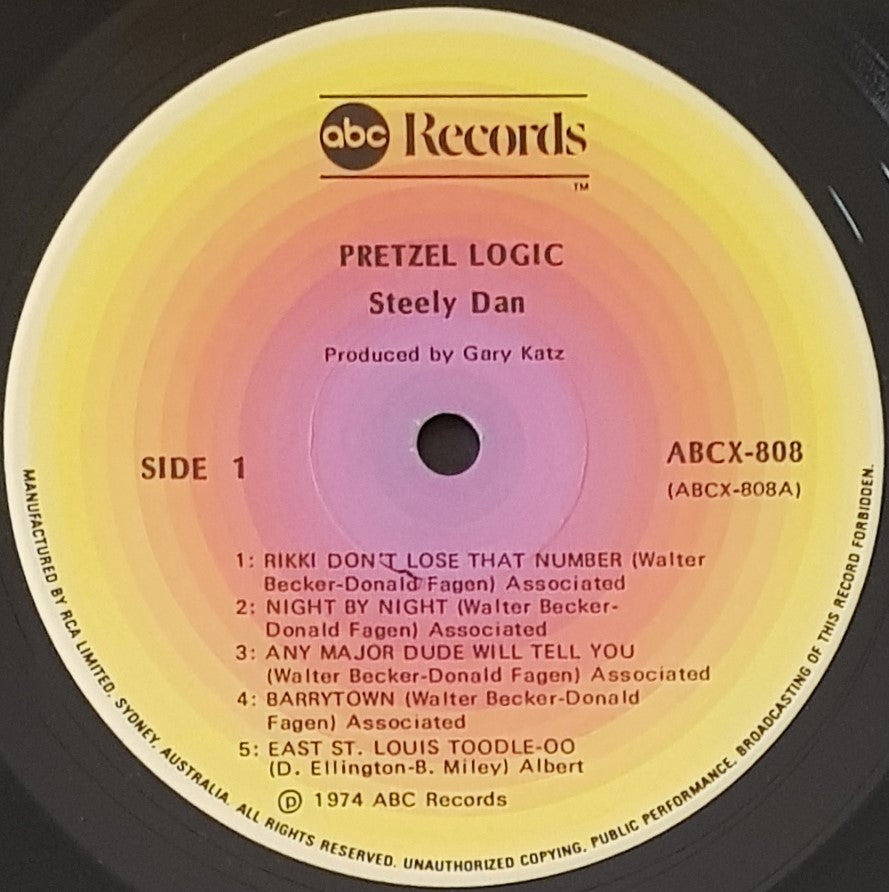 abc Records
TM
PRETZEL LOGIC
Steely Dan
Produced by Gary Katz
SIDE 1
ABCX-808
(ABCX-808A)
1: RIKKI DON'T LOSE THAT NUMBER (Walter
Becker-Donald Fagen) Associated
2: NIGHT BY NIGHT (Walter Becker-
Donald Fagen) Associated
3: ANY MAJOR DUDE WILL TELL YOU
(Walter Becker-Donald Fagen) Associated
4: BARRYTOWN (Walter Becker-Donald
Fagen) Associated
5: EAST ST. LOUIS TOODLE-OO
(D. Ellington-B. Miley) Albert
Ⓟ 1974 ABC Records
MANUFACTURED BY RCA LIMITED. SYDNEY. AUSTRALIA. ALL RIGHTS RESERVED. UNAUTHORIZED COPYING. PUBLIC PERFORMANCE. BROADCASTING OF THIS RECORD FORBIDDEN.